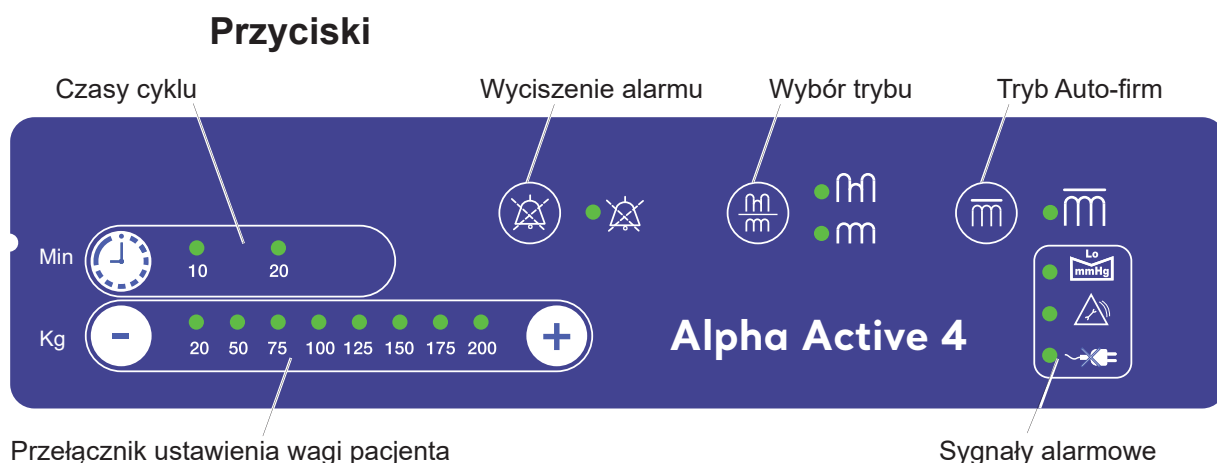 Przyciski
Czasy cyklu
Wyciszenie alarmu
Wybór trybu
Tryb Auto-firm
Min
10 20
Lo
mmHg
Kg
- 20 50 75 100 125 150 175 200 +
Alpha Active 4
Przełącznik ustawienia wagi pacjenta
Sygnały alarmowe